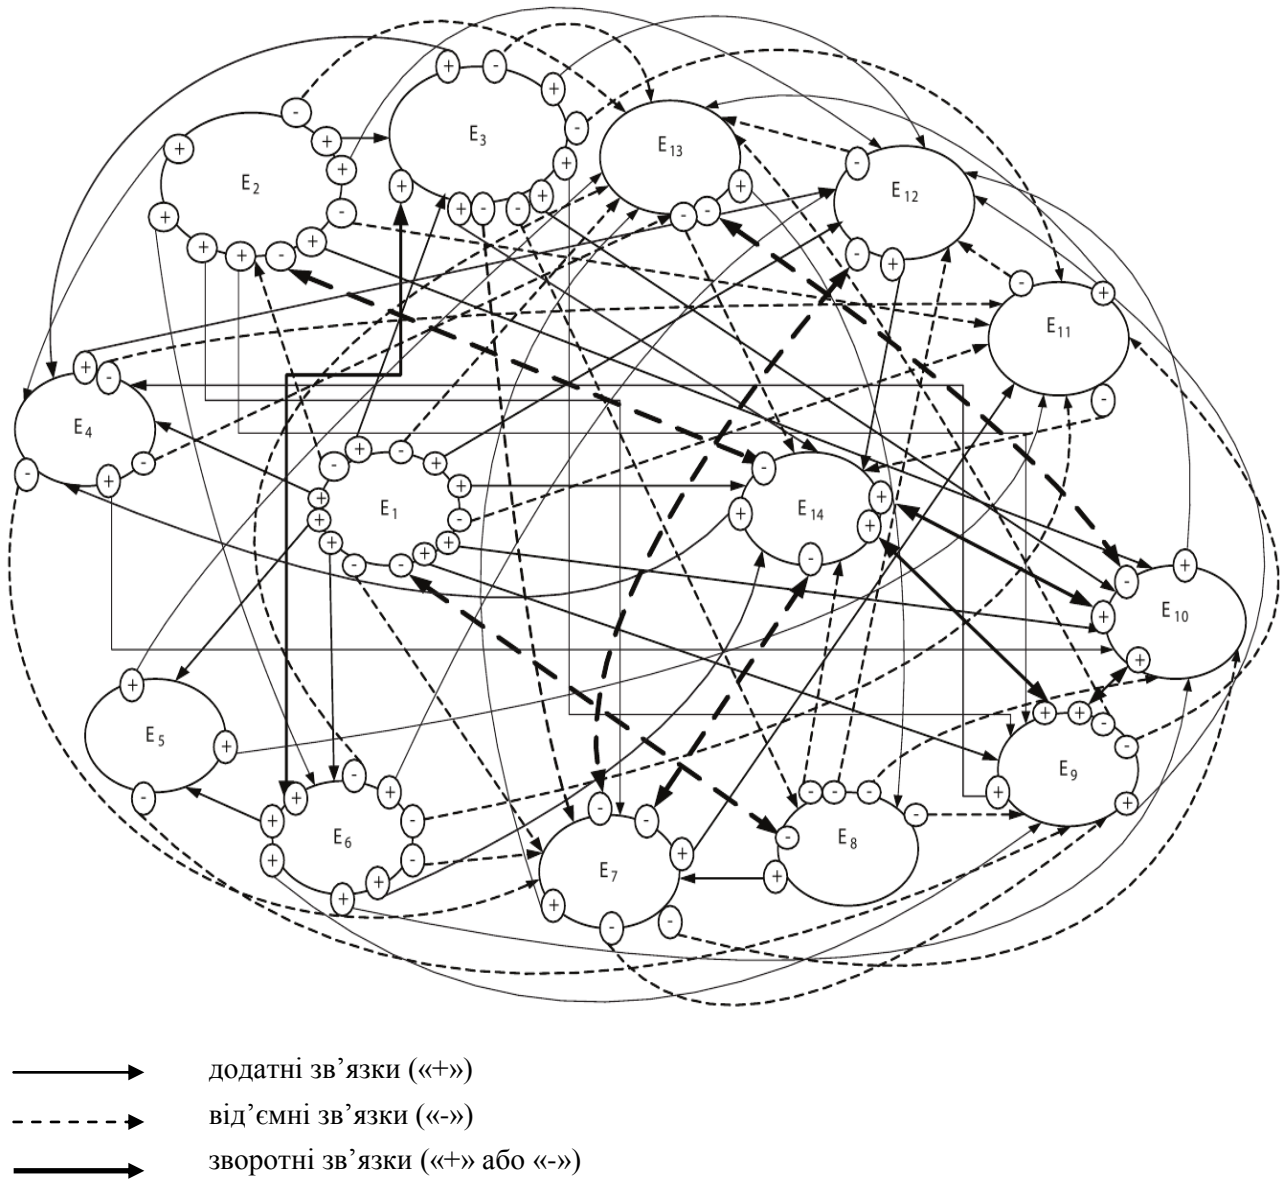 E3
E13
E2
E12
E11
E4
E1
E14
E10
E5
E9
E6
E8
E7
додатні зв’язки («+»)
від’ємні зв’язки («-»)
зворотні зв’язки («+» або «-»)